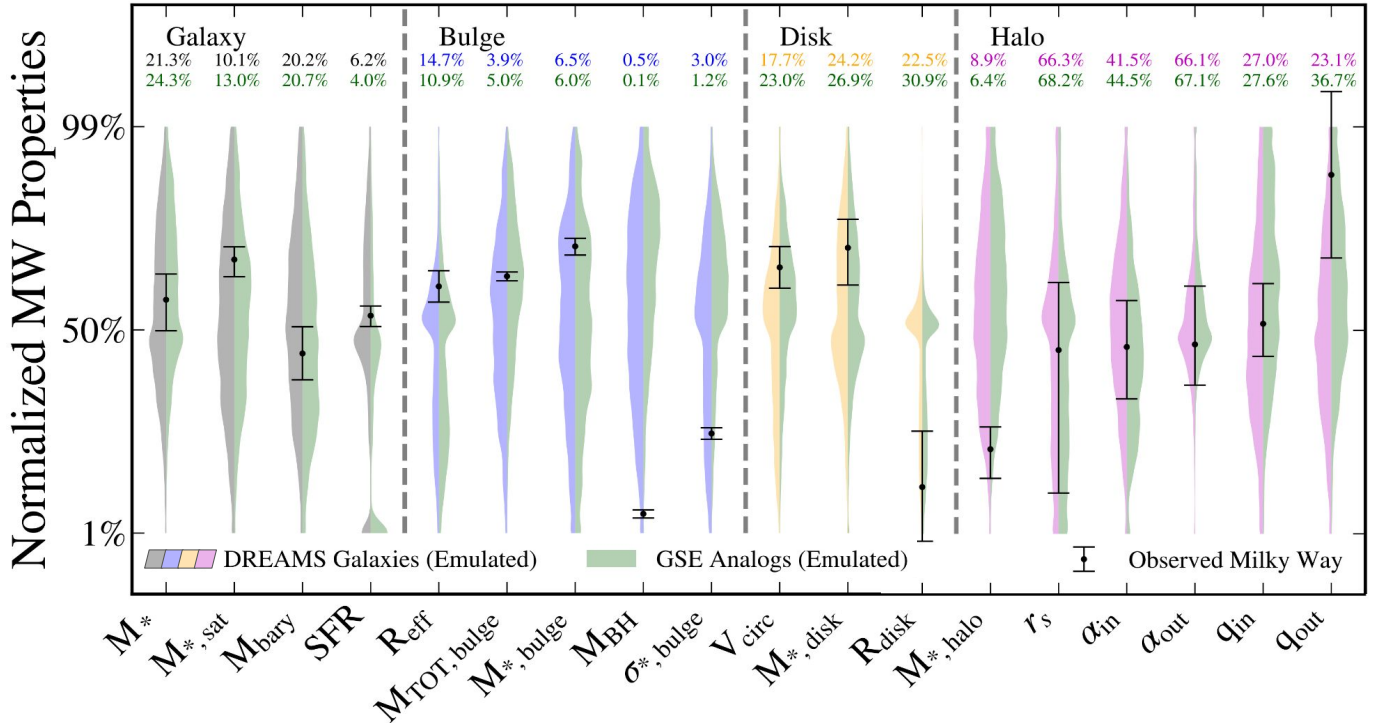 Normalized MW Properties
Galaxy Bulge Disk Halo
21.3% 10.1% 20.2% 6.2% 14.7% 3.9% 6.5% 0.5% 3.0% 17.7% 24.2% 22.5% 8.9% 66.3% 41.5% 66.1% 27.0% 23.1%
24.3% 13.0% 20.7% 4.0% 10.9% 5.0% 6.0% 0.1% 1.2% 23.0% 26.9% 30.9% 6.4% 68.2% 44.5% 67.1% 27.6% 36.7%
99%
50%
1%
DREAMS Galaxies (Emulated) GSE Analogs (Emulated) Observed Milky Way
M* M*,sat Mbary SFR Reff MTOT,bulge M*,bulge MBH σ*,bulge Vcirc M*,disk Rdisk M*,halo rs αin αout qin qout